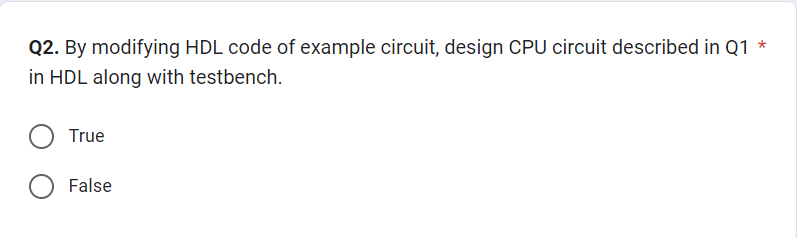 Q2. By modifying HDL code of example circuit, design CPU circuit described in Q1 *
in HDL along with testbench.
True
False